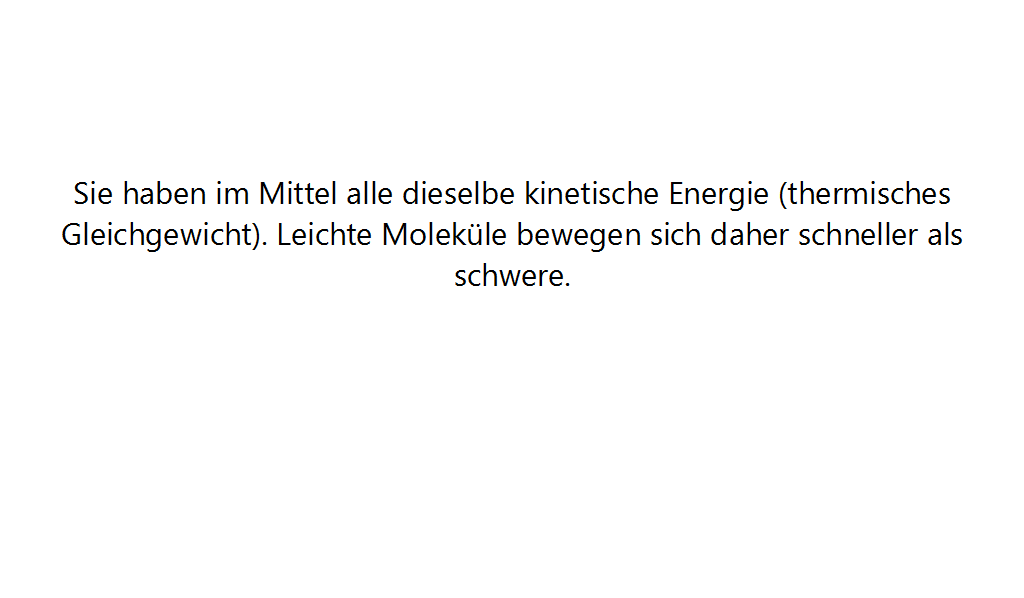 Sie haben im Mittel alle dieselbe kinetische Energie (thermisches
Gleichgewicht). Leichte Moleküle bewegen sich daher schneller als
schwere.